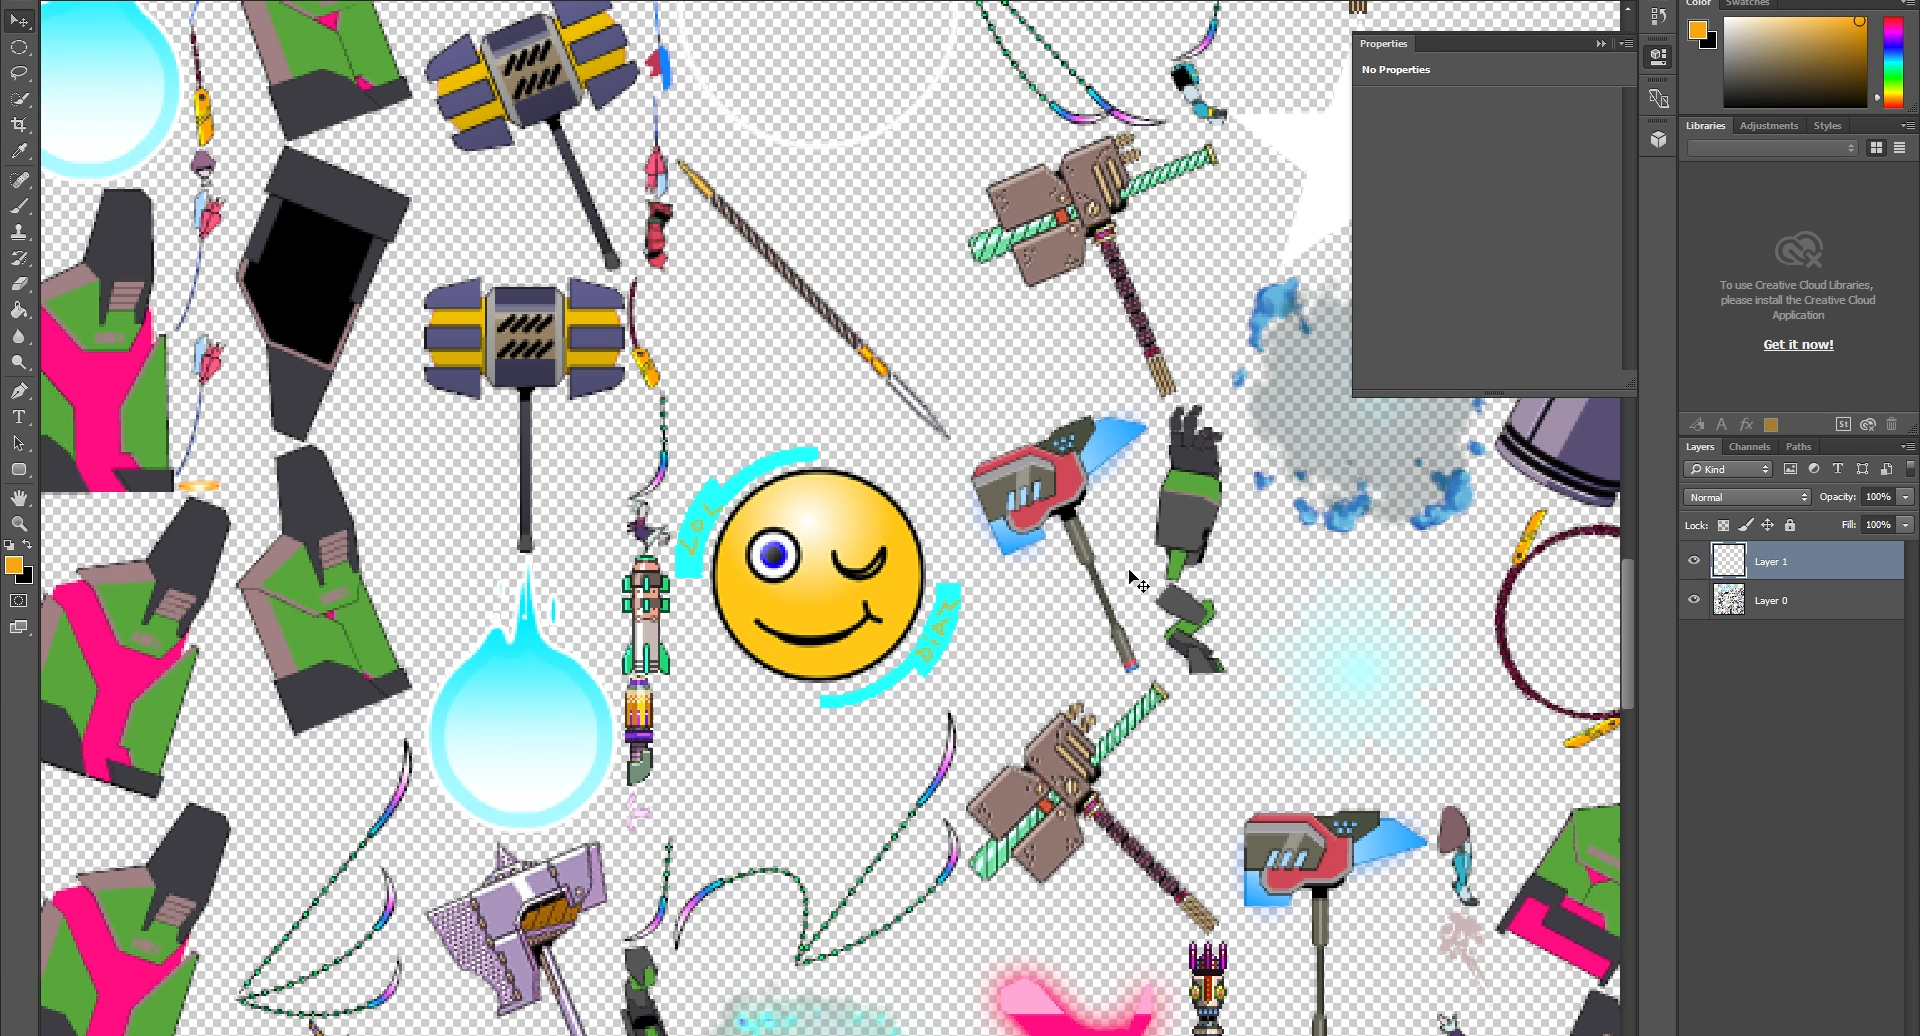 Color
Swatches
Properties
No Properties
Libraries
Adjustments
Styles
To use Creative Cloud Libraries,
please install the Creative Cloud
Application
Get it now!
St
Layers
Channels
Paths
Kind
Normal
Opacity: 100%
Lock:
Fill: 100%
Layer 1
Layer 0
LOL